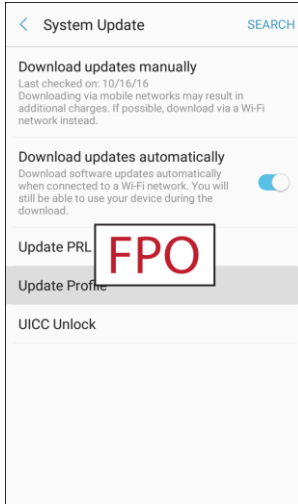 System Update SEARCH
Download updates manually
Last checked on: 10/16/16
Downloading via mobile networks may result in
additional charges. If possible, download via a Wi-Fi
network instead.
Download updates automatically
Download software updates automatically
when connected to a Wi-Fi network. You will
still be able to use your device during the
download.
Update PRL
FPO
Update Profile
UICC Unlock